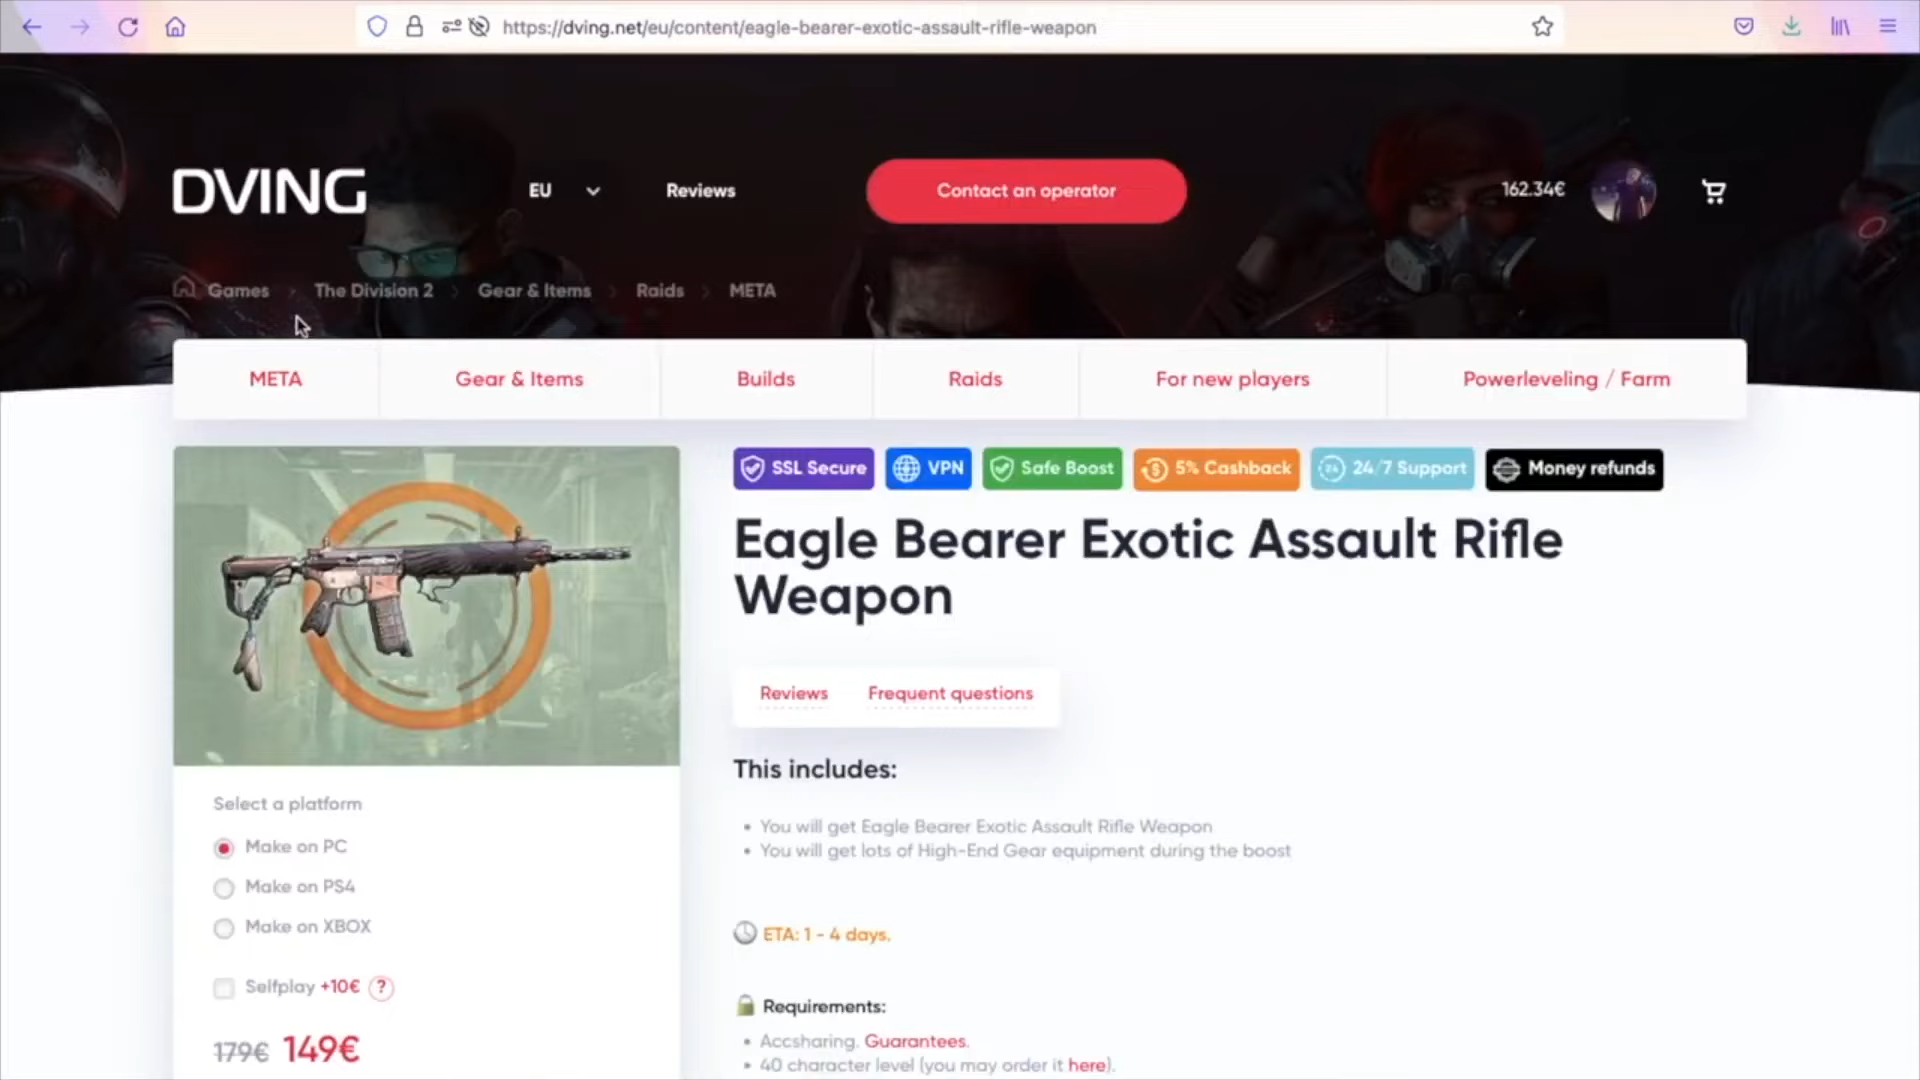 https://dving.net/eu/content/eagle-bearer-exotic-assault-rifle-weapon
DVING
EU
Reviews
Contact an operator
162.34€
Games
The Division 2
Gear & Items
Raids
META
META
Gear & Items
Builds
Raids
For new players
Powerleveling / Farm
SSL Secure
VPN
Safe Boost
5% Cashback
24/7 Support
Money refunds
Eagle Bearer Exotic Assault Rifle
Weapon
Reviews
Frequent questions
This includes:
You will get Eagle Bearer Exotic Assault Rifle Weapon
You will get lots of High-End Gear equipment during the boost
ETA: 1 - 4 days.
Requirements:
Accsharing. Guarantees.
40 character level (you may order it here).
Select a platform
Make on PC
Make on PS4
Make on XBOX
Selfplay +10€ ?
179€ 149€